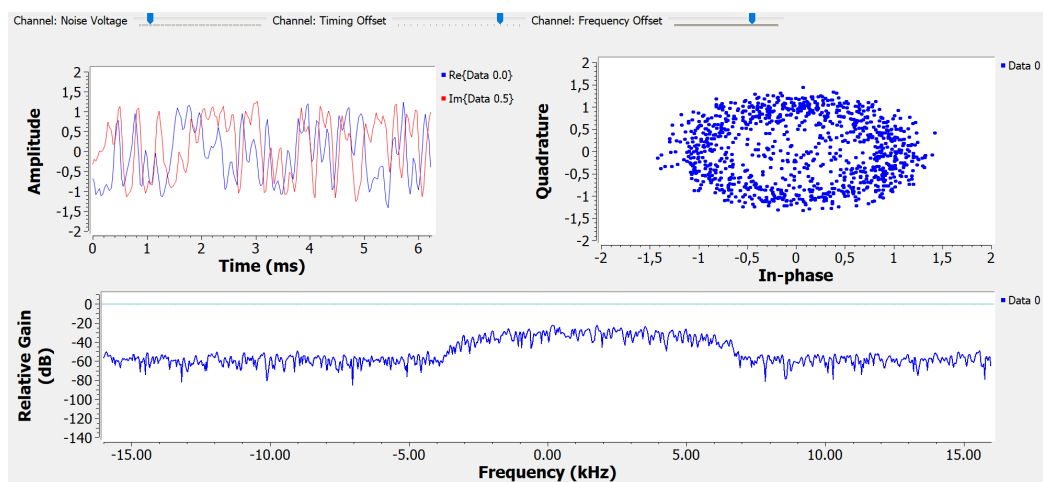 Channel: Noise Voltage Channel: Timing Offset Channel: Frequency Offset
Amplitude
2
1,5
1
0,5
0
-0,5
-1
-1,5
-2
0 1 2 3 4 5 6
Time (ms)
Re{Data 0.0}
Im{Data 0.5}
Quadrature
2
1,5
1
0,5
0
-0,5
-1
-1,5
-2
-2 -1,5 -1 -0,5 0 0,5 1 1,5 2
In-phase
Data 0
Relative Gain
(dB)
0
-20
-40
-60
-80
-100
-120
-140
-15.00 -10.00 -5.00 0.00 5.00 10.00 15.00
Frequency (kHz)
Data 0